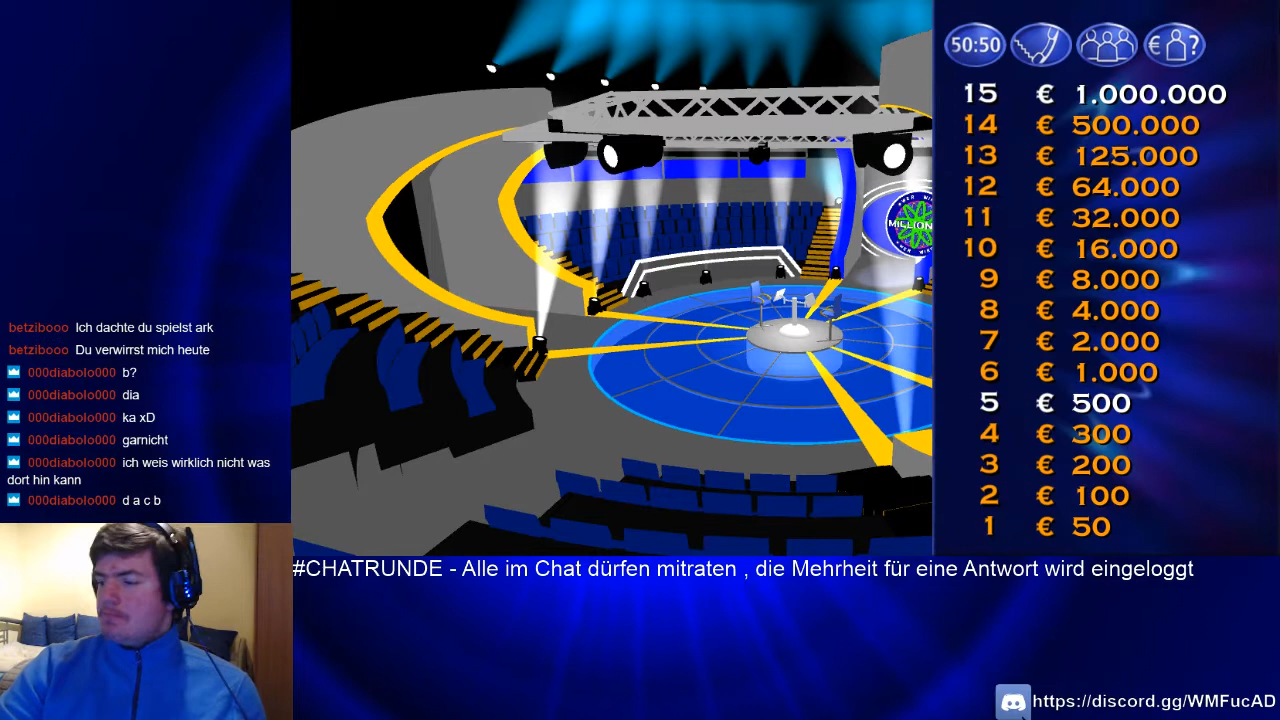 50:50
€ ?
15 € 1.000.000
14 € 500.000
13 € 125.000
12 € 64.000
11 € 32.000
10 € 16.000
9 € 8.000
8 € 4.000
7 € 2.000
6 € 1.000
5 € 500
4 € 300
3 € 200
2 € 100
1 € 50
betzibooo Ich dachte du spielst ark
betzibooo Du verwirrst mich heute
000diabolo000 b?
000diabolo000 dia
000diabolo000 ka xD
000diabolo000 garnicht
000diabolo000 ich weis wirklich nicht was
dort hin kann
000diabolo000 d a c b
#CHATRUNDE - Alle im Chat dürfen mitraten , die Mehrheit für eine Antwort wird eingeloggt
https://discord.gg/WMFucAD